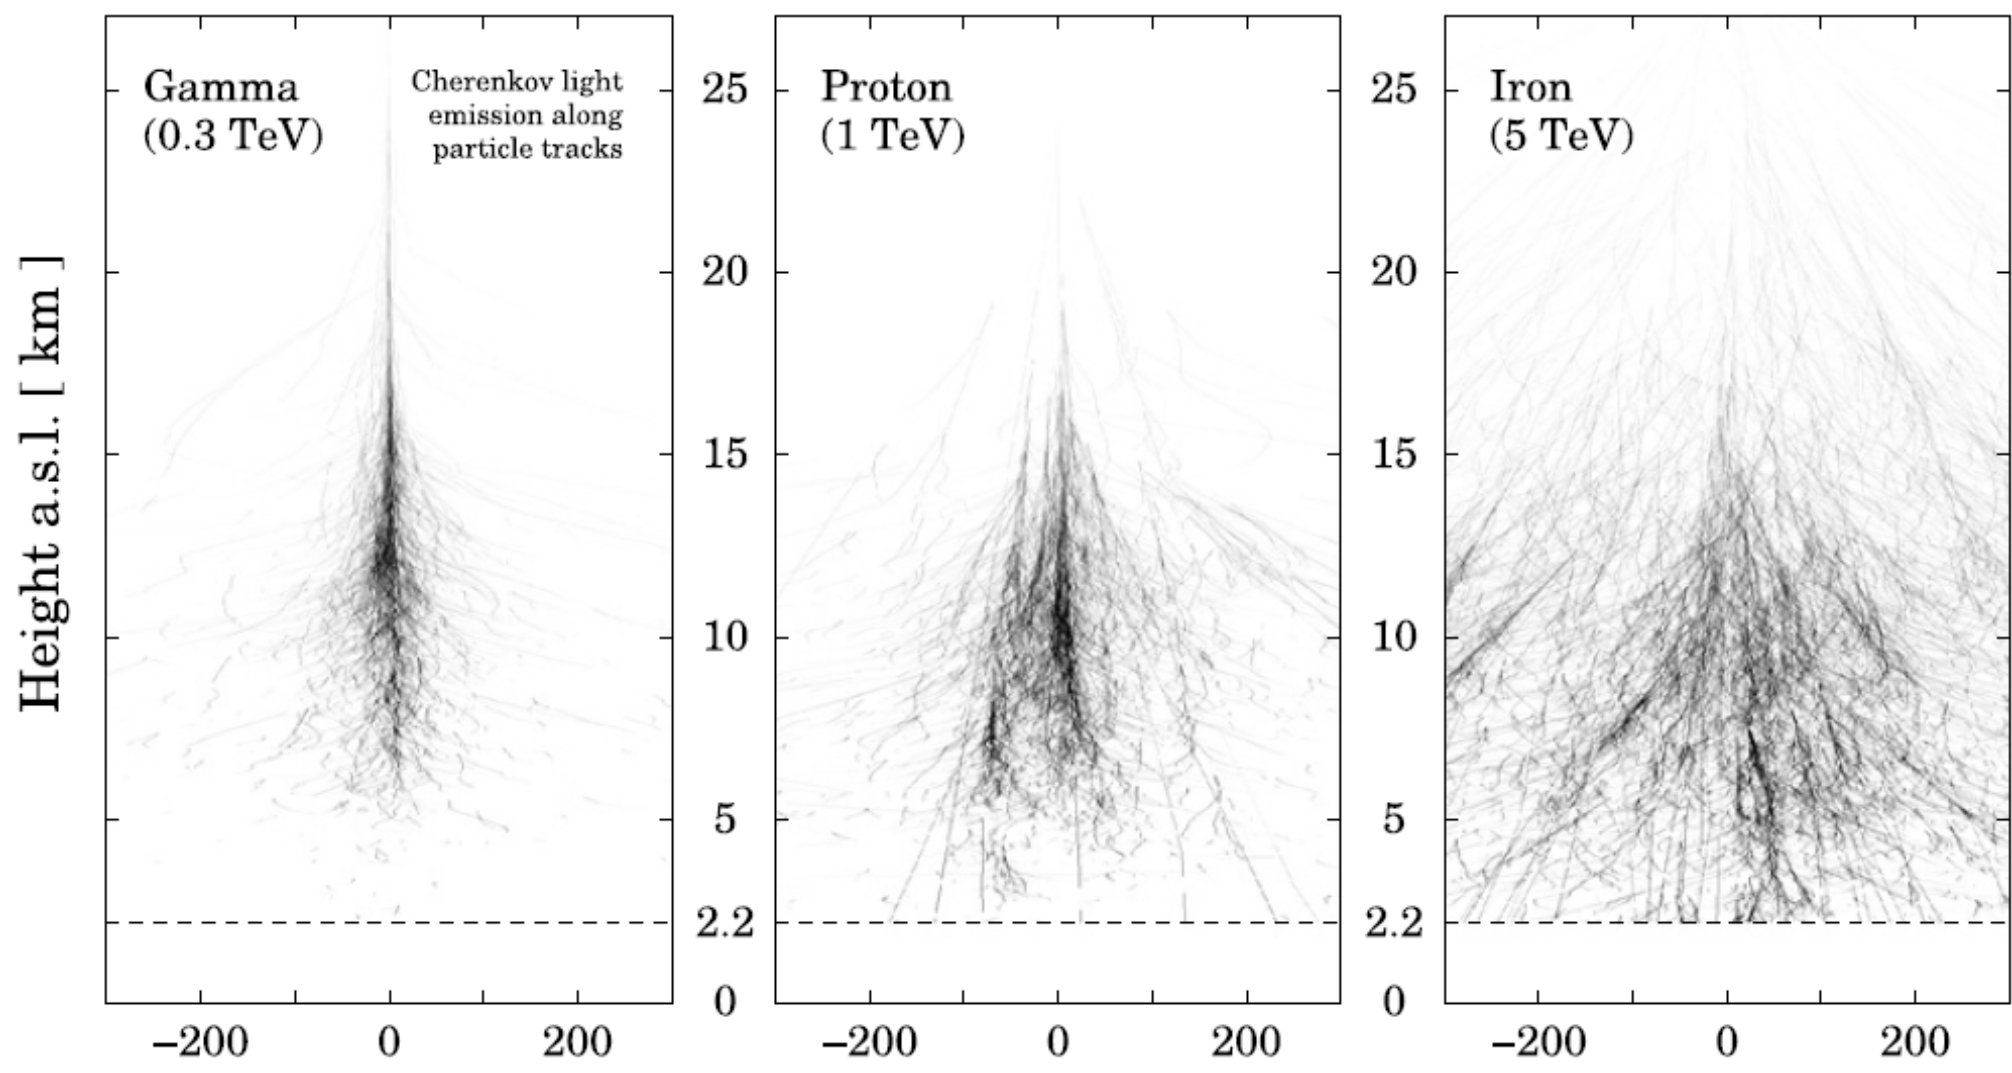 Height a.s.l. [ km ]
Gamma
(0.3 TeV)
Cherenkov light
emission along
particle tracks
25
20
15
10
5
2.2
0
Proton
(1 TeV)
25
20
15
10
5
2.2
0
Iron
(5 TeV)
−200 0 200
−200 0 200
−200 0 200